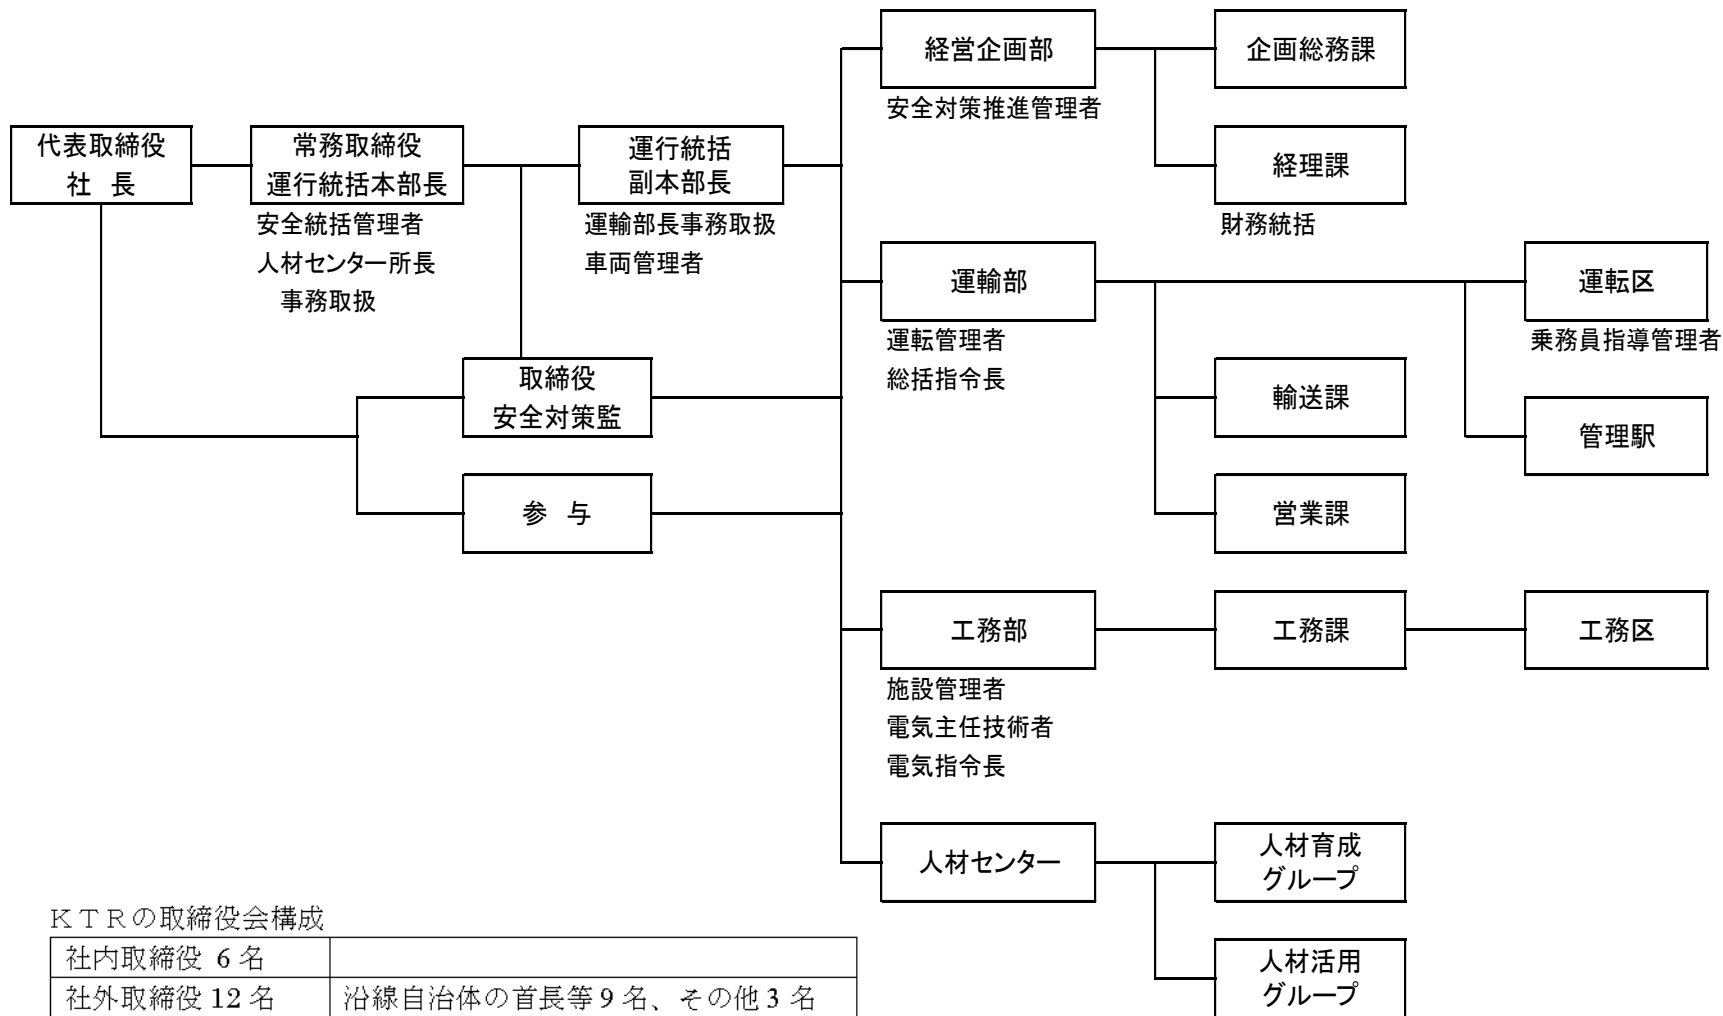 経営企画部
企画総務課
安全対策推進管理者
代表取締役
社 長
常務取締役
運行統括本部長
運行統括
副本部長
経理課
安全統括管理者
人材センター所長
事務取扱
運輸部長事務取扱
車両管理者
財務統括
運輸部
運転区
運転管理者
総括指令長
乗務員指導管理者
取締役
安全対策監
輸送課
管理駅
参 与
営業課
工務部
工務課
工務区
施設管理者
電気主任技術者
電気指令長
人材センター
人材育成
グループ
人材活用
グループ
KTRの取締役会構成
社内取締役 6名
社外取締役 12名 沿線自治体の首長等9名、その他3名